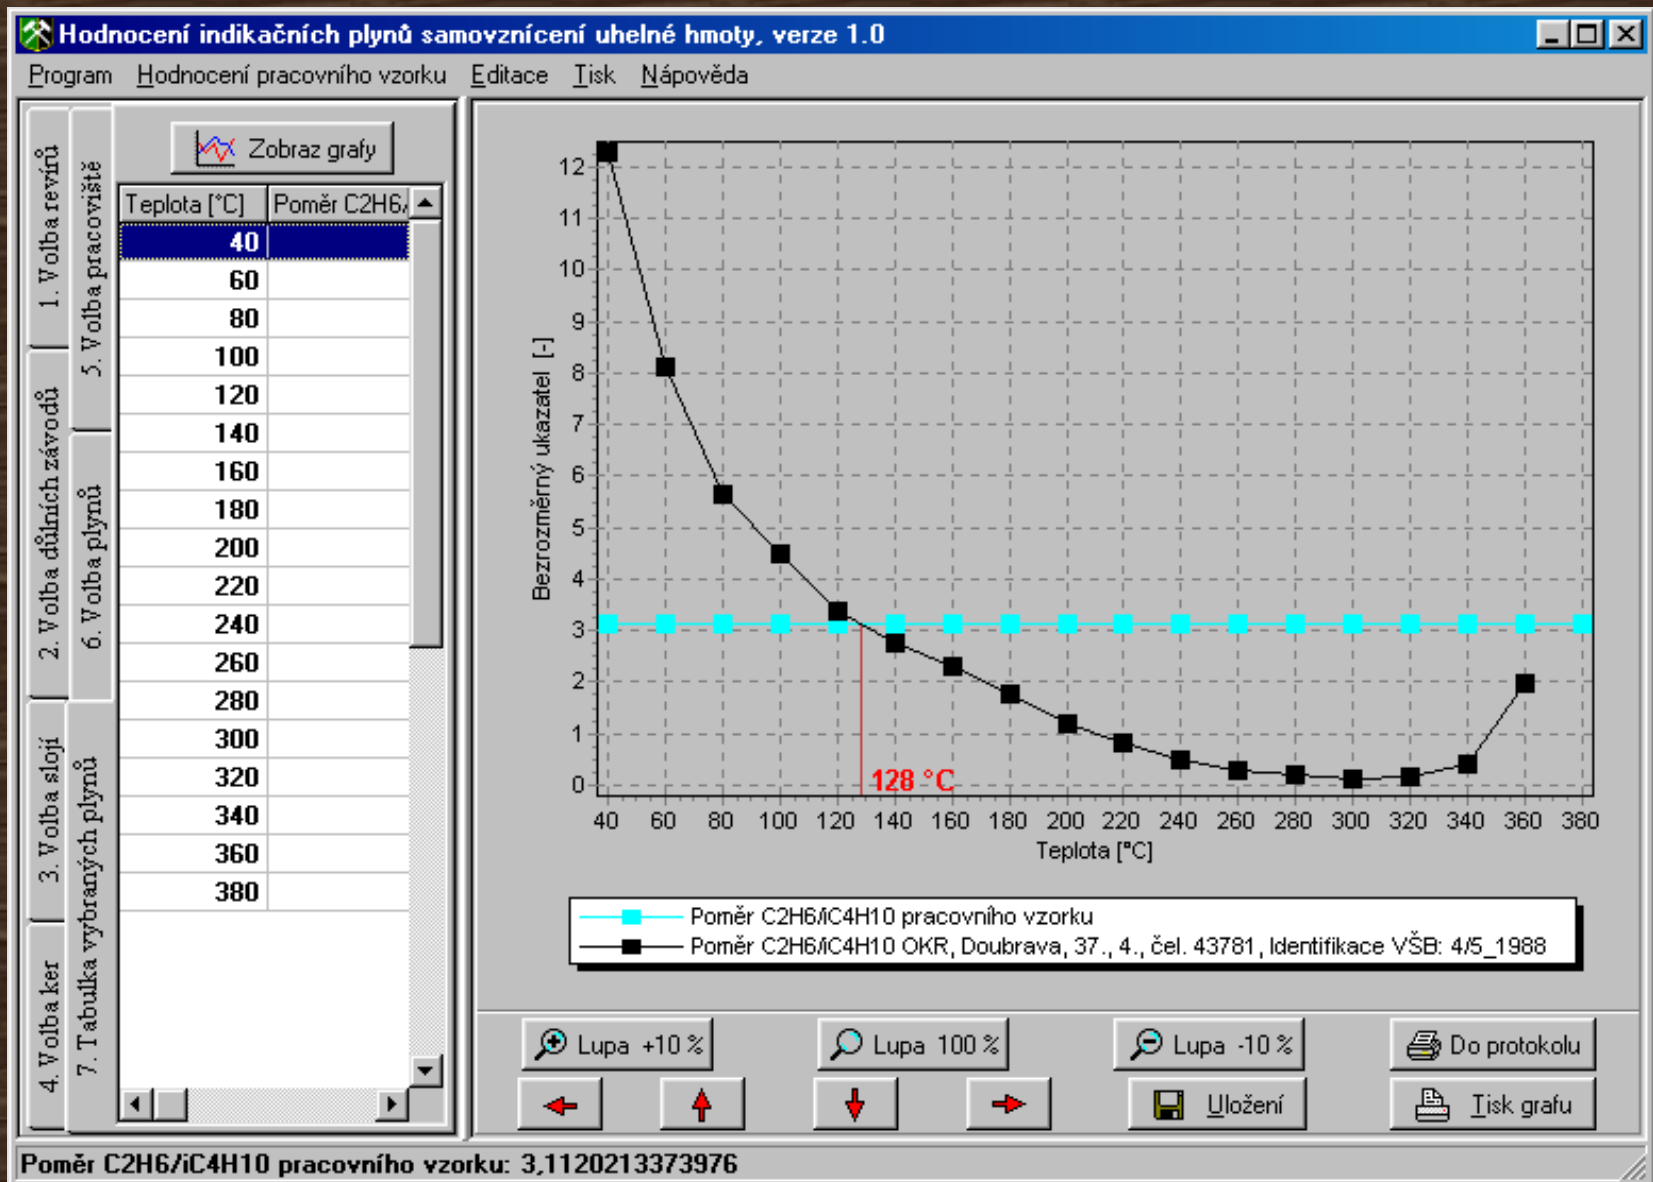 Hodnocení indikačních plynů samovznícení uhelné hmoty, verze 1.0
Program Hodnocení pracovního vzorku Editace Tisk Nápověda
1. Volba revírů
2. Volba důlních závodů
3. Volba slojí
4. Volba ker
5. Volba pracoviště
6. Volba plynů
7. Tabulka vybraných plynů
Zobraz grafy
Teplota [°C] Poměr C2H6/
40
60
80
100
120
140
160
180
200
220
240
260
280
300
320
340
360
380
Bezrozměrný ukazatel [-]
12
11
10
9
8
7
6
5
4
3
2
1
0
128 °C
40 60 80 100 120 140 160 180 200 220 240 260 280 300 320 340 360 380
Teplota [°C]
Poměr C2H6/iC4H10 pracovního vzorku
Poměr C2H6/iC4H10 OKR, Doubrava, 37., 4., čel. 43781, Identifikace VŠB: 4/5_1988
Lupa +10 % Lupa 100 % Lupa -10 % Do protokolu
Uložení Tisk grafu
Poměr C2H6/iC4H10 pracovního vzorku: 3,1120213373976